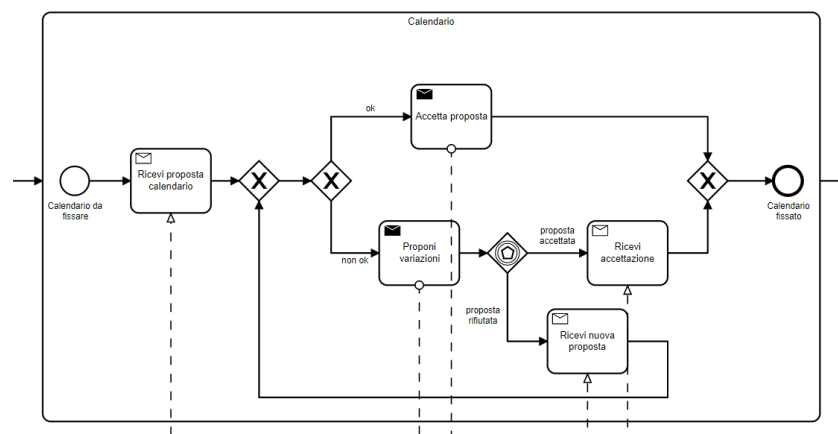 Calendario
ok
Accetta proposta
Ricevi proposta
calendario
Calendario da
fissare
Calendario
fissato
non ok
Proponi
variazioni
proposta
accettata
Ricevi
accettazione
proposta
rifiutata
Ricevi nuova
proposta